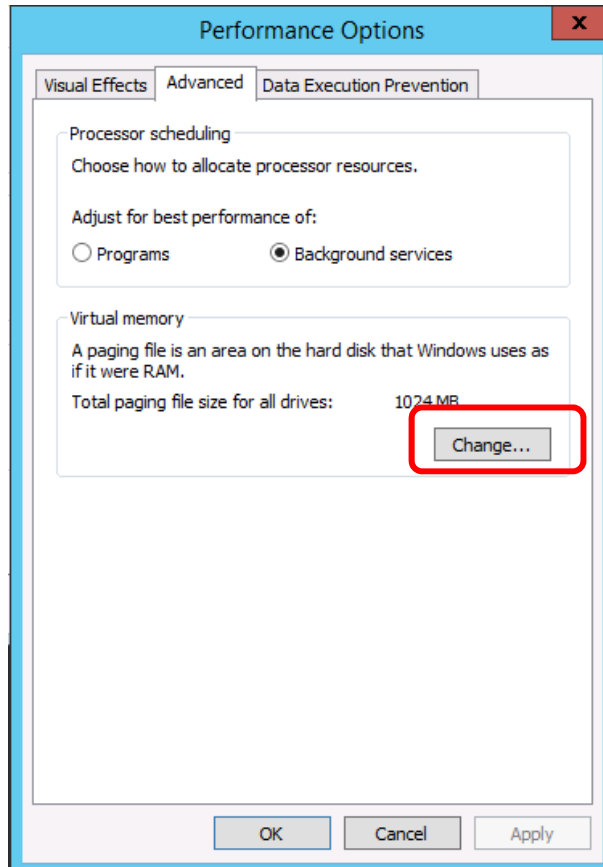 Performance Options
x
Visual Effects
Advanced
Data Execution Prevention
Processor scheduling
Choose how to allocate processor resources.
Adjust for best performance of:
Programs
Background services
Virtual memory
A paging file is an area on the hard disk that Windows uses as
if it were RAM.
Total paging file size for all drives: 1024 MB
Change...
OK
Cancel
Apply